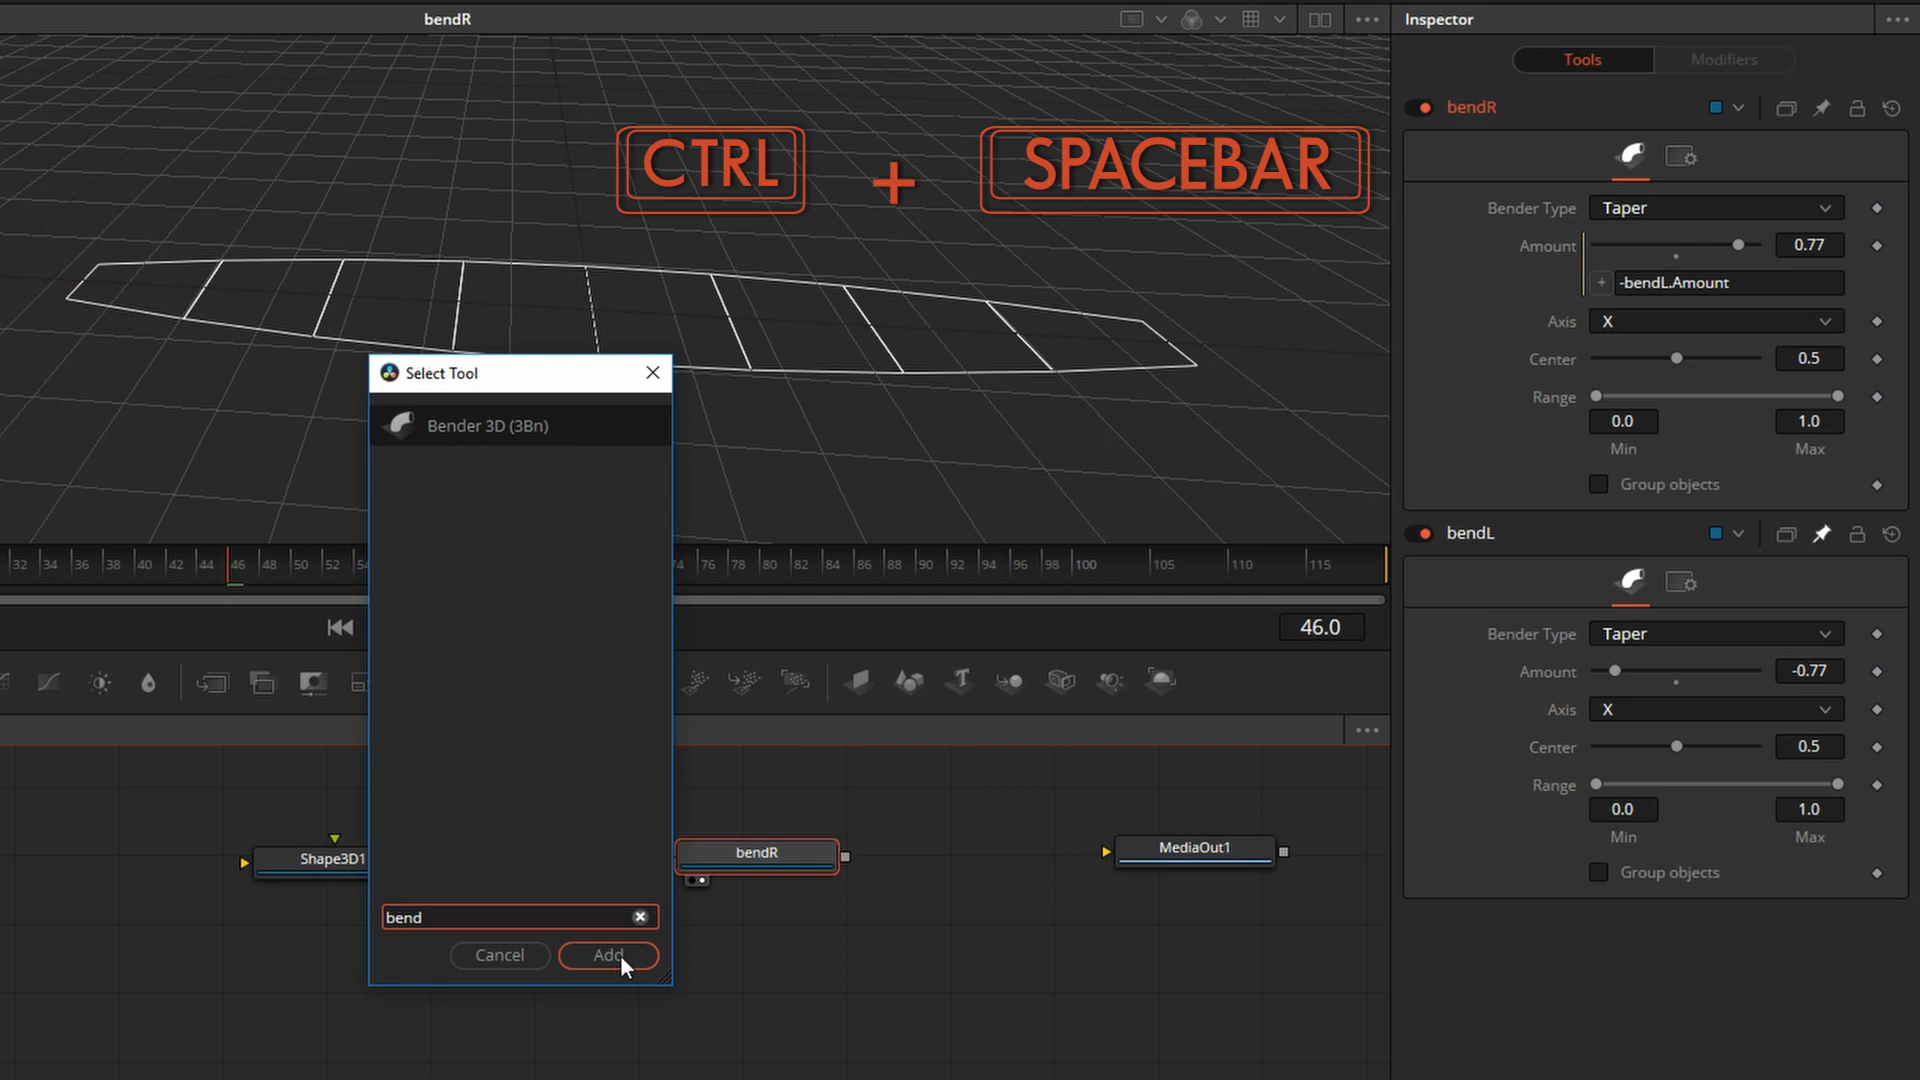 bendR
Inspector
Tools
Modifiers
CTRL + SPACEBAR
bendR
Bender Type
Taper
Amount
0.77
-bendL.Amount
Axis
X
Center
0.5
Range
0.0
1.0
Min
Max
Group objects
bendL
Bender Type
Taper
Amount
-0.77
Axis
X
Center
0.5
Range
0.0
1.0
Min
Max
Group objects
Select Tool
Bender 3D (3Bn)
bend
Cancel
Add
32 34 36 38 40 42 44 46 48 50 52 76 78 80 82 84 86 88 90 92 94 96 98 100 105 110 115
46.0
Shape3D1
bendR
MediaOut1